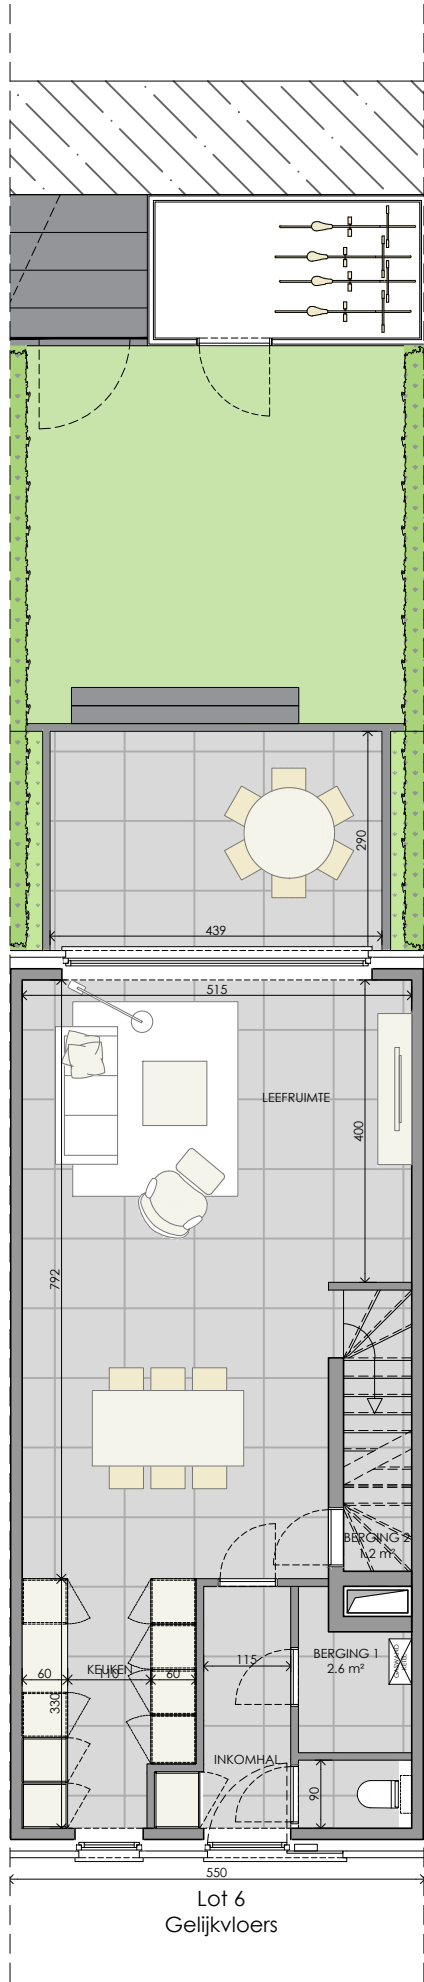 290
439
515
LEEFRUIMTE
400
792
BERGING 2
1.2 m²
BERGING 1
2.6 m²
60
KEUKEN
110
60
115
330
INKOMHAL
90
550
Lot 6
Gelijkvloers